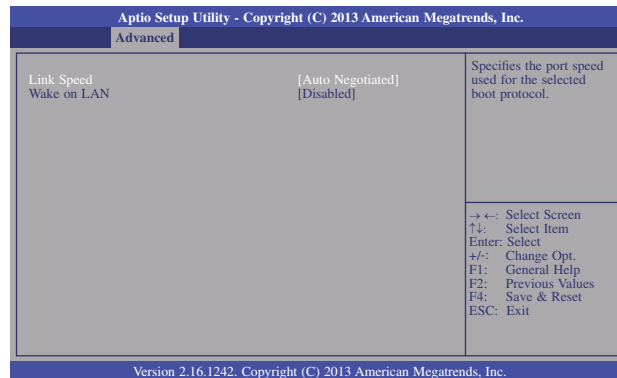 Aptio Setup Utility - Copyright (C) 2013 American Megatrends, Inc.
Advanced
Link Speed [Auto Negotiated]
Wake on LAN [Disabled]
Specifies the port speed
used for the selected
boot protocol.
→ ←: Select Screen
↑↓: Select Item
Enter: Select
+/-: Change Opt.
F1: General Help
F2: Previous Values
F4: Save & Reset
ESC: Exit
Version 2.16.1242. Copyright (C) 2013 American Megatrends, Inc.